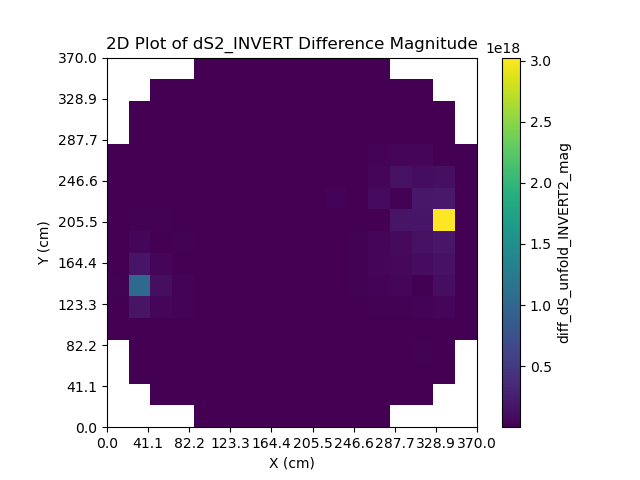 2D Plot of dS2_INVERT Difference Magnitude
1e18
370.0
328.9
287.7
246.6
205.5
164.4
123.3
82.2
41.1
0.0
Y (cm)
0.0 41.1 82.2 123.3 164.4 205.5 246.6 287.7 328.9 370.0
X (cm)
3.0
2.5
2.0
1.5
1.0
0.5
diff_dS_unfold_INVERT2_mag